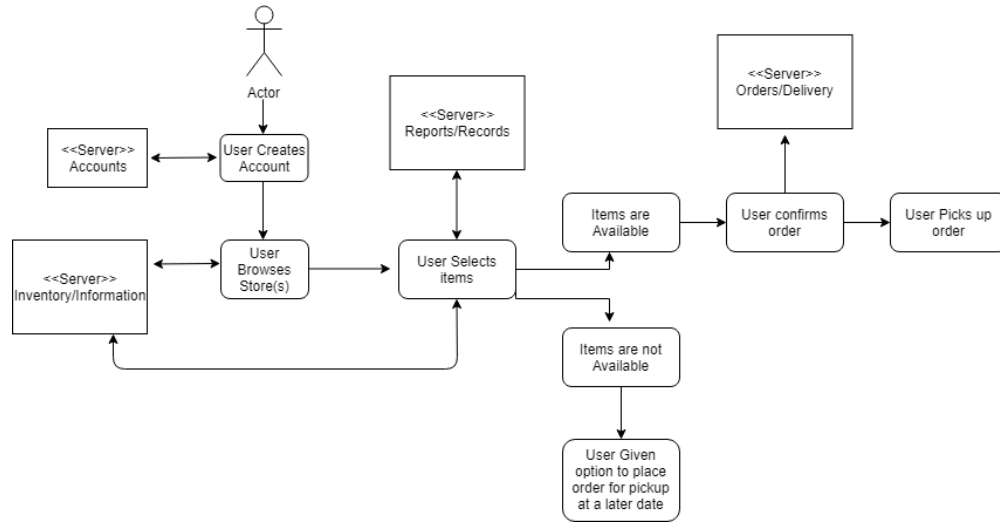 Actor
<<Server>>
Orders/Delivery
<<Server>>
Reports/Records
<<Server>>
Accounts
User Creates
Account
Items are
Available
User confirms
order
User Picks up
order
<<Server>>
Inventory/Information
User
Browses
Store(s)
User Selects
items
Items are not
Available
User Given
option to place
order for pickup
at a later date